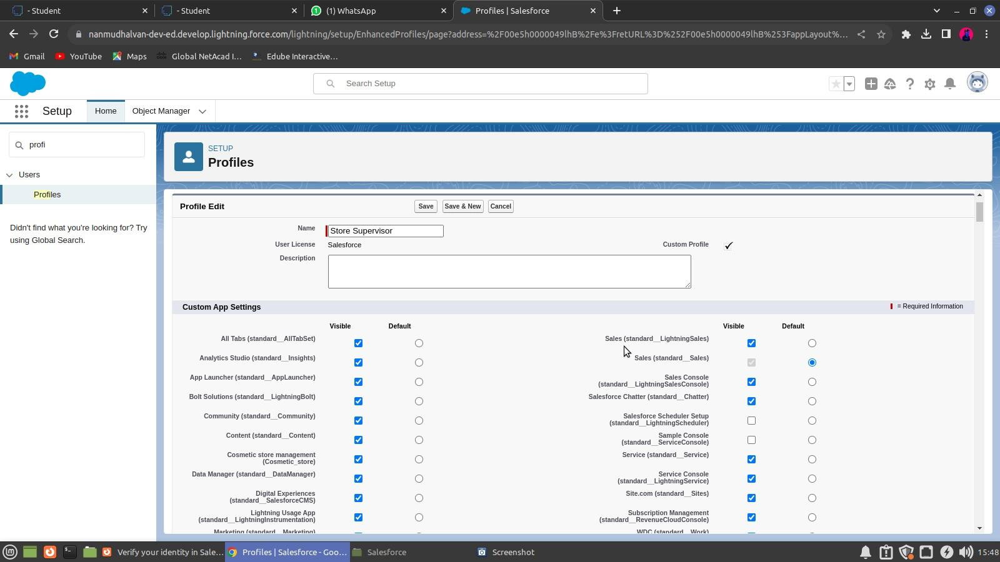 - Student
- Student
(1) WhatsApp
Profiles | Salesforce
nanmudhalvan-dev-ed.develop.lightning.force.com/lightning/setup/EnhancedProfiles/page?address=%2F00e5h0000049lhB%2Fe%3FretURL%3D%252F00e5h0000049lhB%253FappLayout%...
Gmail
YouTube
Maps
Global NetAcad I...
Edube Interactive...
Search Setup
Setup
Home
Object Manager
profi
Users
Profiles
Didn't find what you're looking for? Try
using Global Search.
SETUP
Profiles
Profile Edit
Save
Save & New
Cancel
Name
Store Supervisor
User License
Salesforce
Custom Profile
Description
Custom App Settings
= Required Information
Visible Default
Visible Default
All Tabs (standard__AllTabSet)
Sales (standard__LightningSales)
Analytics Studio (standard__Insights)
Sales (standard__Sales)
App Launcher (standard__AppLauncher)
Sales Console
(standard__LightningSalesConsole)
Bolt Solutions (standard__LightningBolt)
Salesforce Chatter (standard__Chatter)
Community (standard__Community)
Salesforce Scheduler Setup
(standard__LightningScheduler)
Content (standard__Content)
Sample Console
(standard__ServiceConsole)
Cosmetic store management
(Cosmetic_store)
Service (standard__Service)
Data Manager (standard__DataManager)
Service Console
(standard__LightningService)
Digital Experiences
(standard__SalesforceCMS)
Site.com (standard__Sites)
Lightning Usage App
(standard__LightningInstrumentation)
Subscription Management
(standard__RevenueCloudConsole)
Marketing (standard__Marketing)
WDC (standard__Work)
Verify your identity in Sale...
Profiles | Salesforce - Goo...
Salesforce
Screenshot
15:48